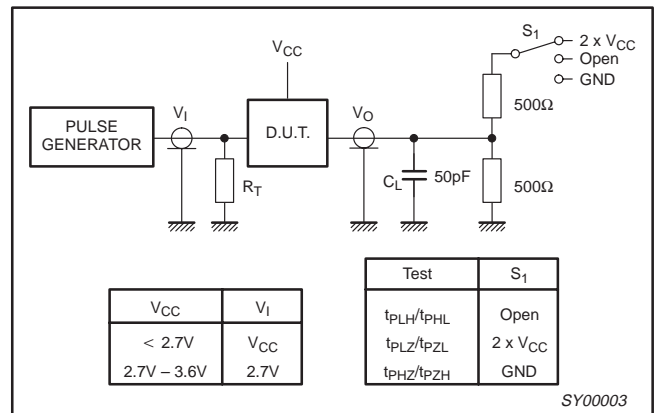 S1
2 x VCC
Open
GND
VCC
500Ω
VI
VO
PULSE
GENERATOR
D.U.T.
RT
CL
50pF
500Ω
VCC VI
< 2.7V VCC
2.7V – 3.6V 2.7V
Test S1
tPLH/tPHL Open
tPLZ/tPZL 2 x VCC
tPHZ/tPZH GND
SY00003